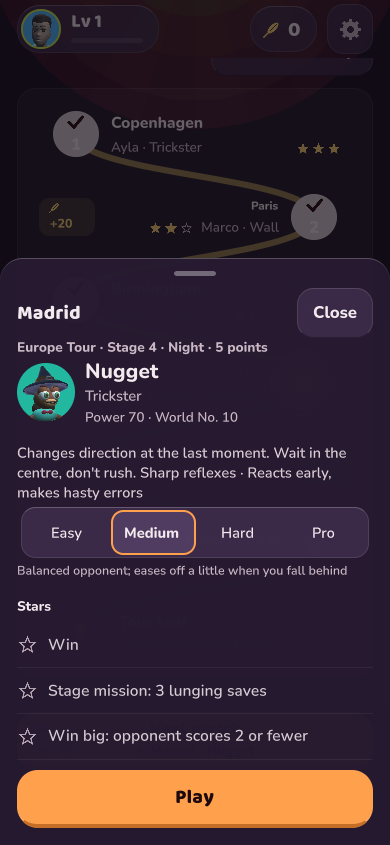 Lv 1
0
Copenhagen
1
Ayla · Trickster
Paris
+20
Marco · Wall
2
Madrid
Close
Europe Tour · Stage 4 · Night · 5 points
Nugget
Trickster
Power 70 · World No. 10
Changes direction at the last moment. Wait in the
centre, don't rush. Sharp reflexes · Reacts early,
makes hasty errors
Easy Medium Hard Pro
Balanced opponent; eases off a little when you fall behind
Stars
Win
Stage mission: 3 lunging saves
Win big: opponent scores 2 or fewer
Play